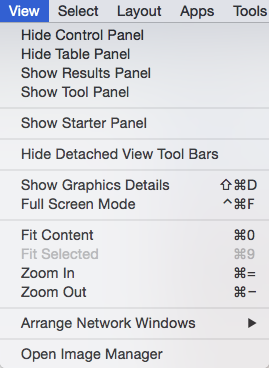 View Select Layout Apps Tools
Hide Control Panel
Hide Table Panel
Show Results Panel
Show Tool Panel
Show Starter Panel
Hide Detached View Tool Bars
Show Graphics Details ⇧⌘D
Full Screen Mode ^⌘F
Fit Content ⌘0
Fit Selected ⌘9
Zoom In ⌘=
Zoom Out ⌘−
Arrange Network Windows ▶
Open Image Manager